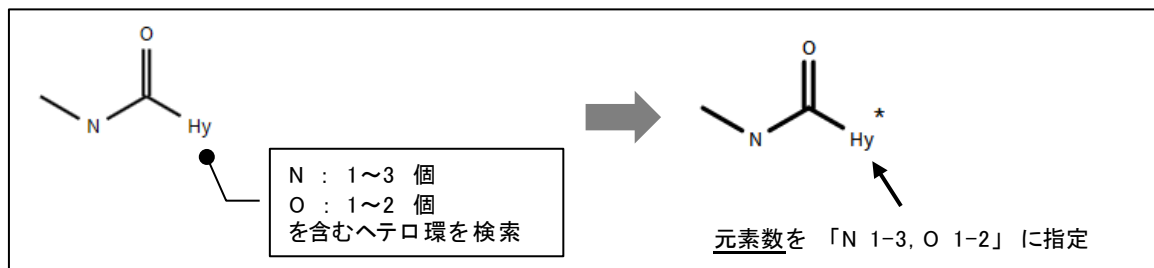 O
N
Hy
N : 1~3 個
O : 1~2 個
を含むヘテロ環を検索
O
N
Hy
*
元素数を 「N 1-3, O 1-2」 に指定